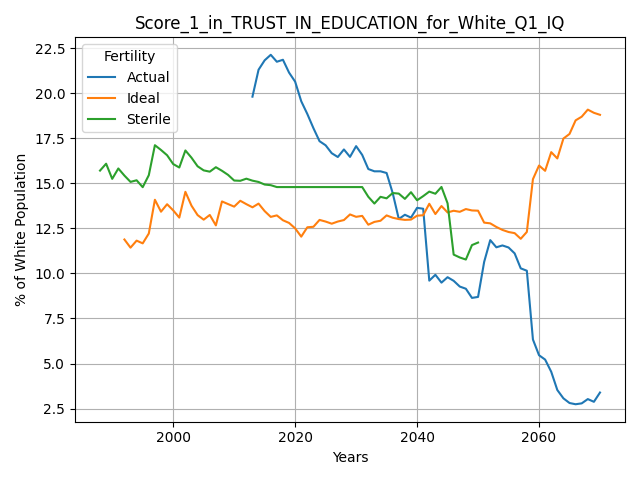 Score_1_in_TRUST_IN_EDUCATION_for_White_Q1_IQ
Fertility
Actual
Ideal
Sterile
% of White Population
22.5
20.0
17.5
15.0
12.5
10.0
7.5
5.0
2.5
2000
2020
2040
2060
Years